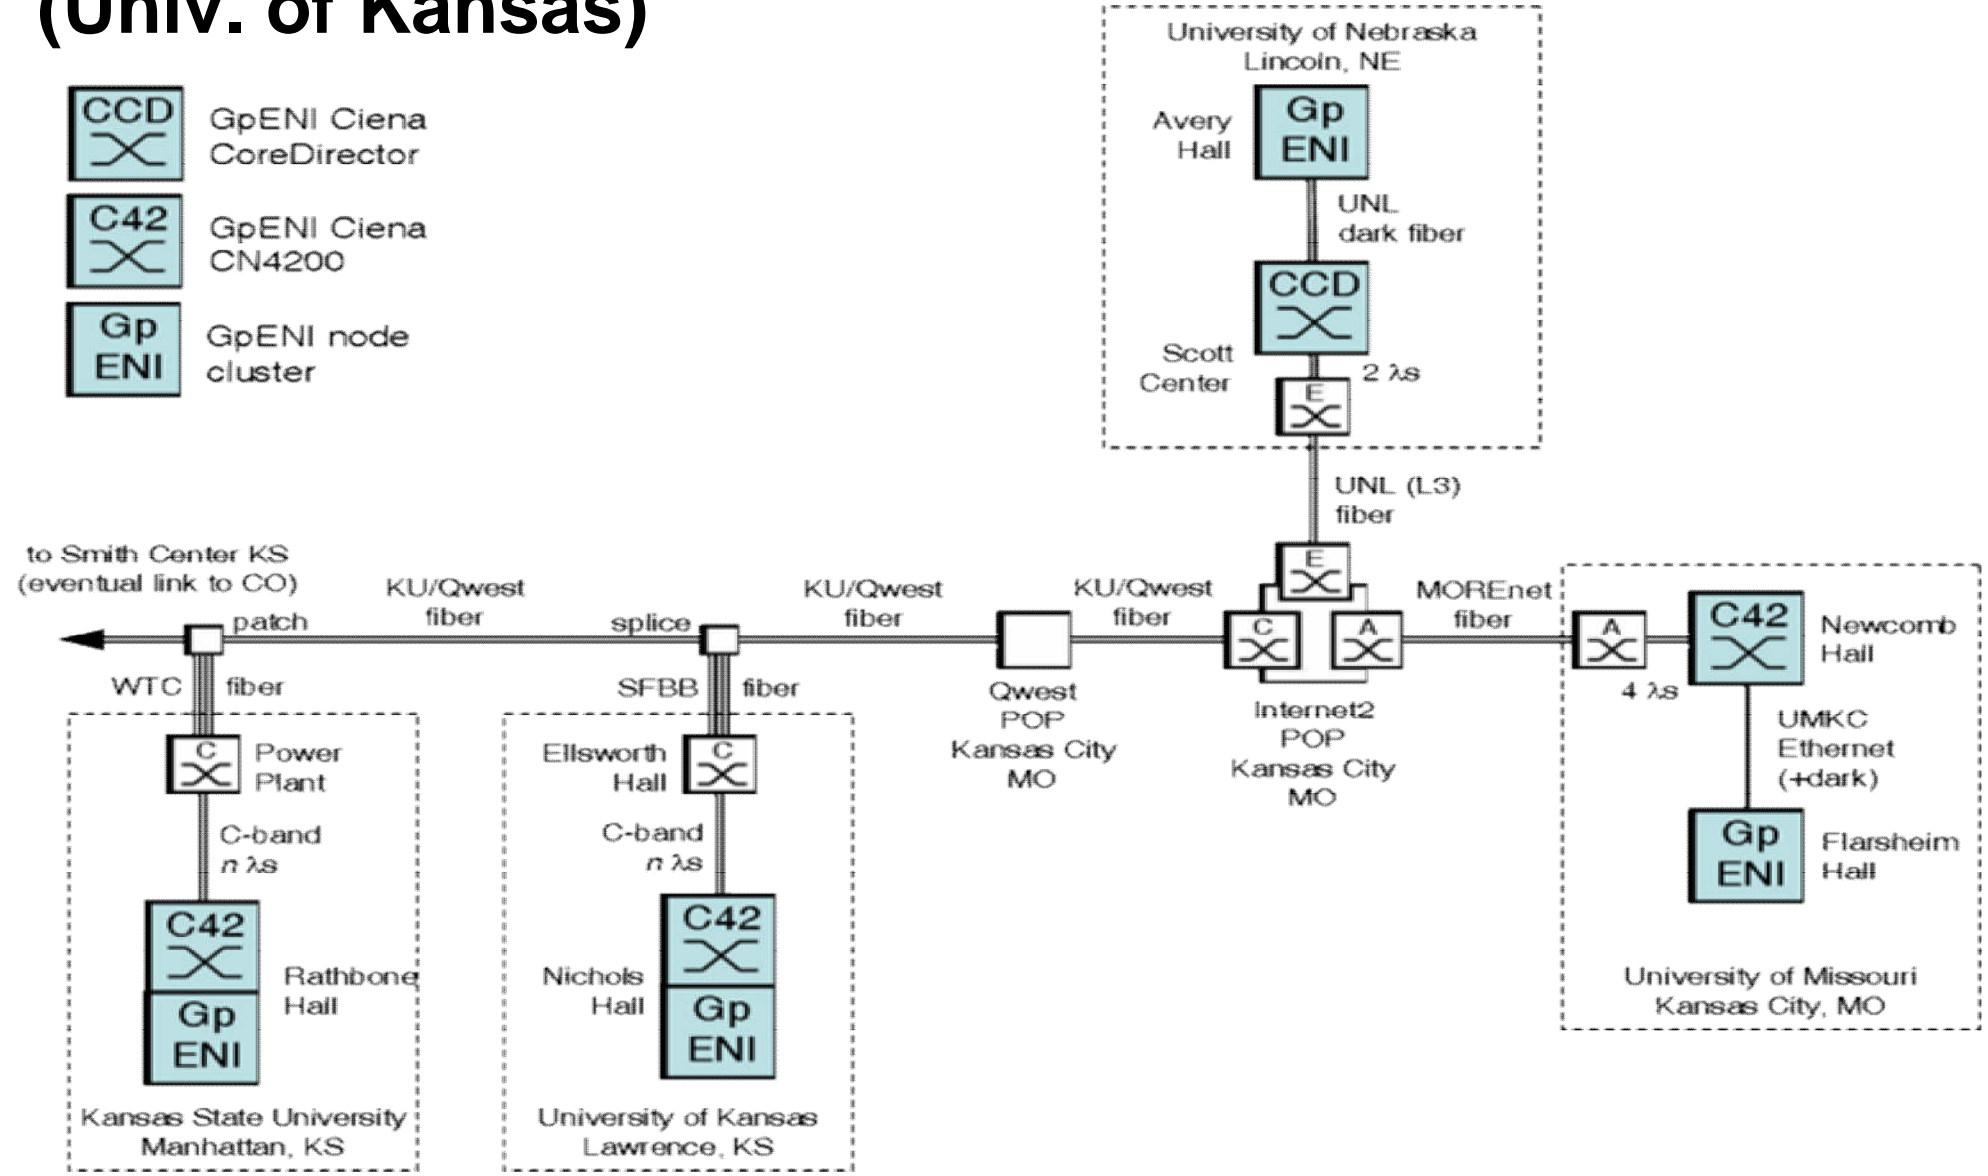 (Univ. of Kansas)
CCD
GpENI Ciena
CoreDirector
C42
GpENI Ciena
CN4200
Gp
ENI
GpENI node
cluster
University of Nebraska
Lincoln, NE
Avery
Hall
Gp
ENI
UNL
dark fiber
CCD
Scott
Center
2 λs
E
UNL (L3)
fiber
E
to Smith Center KS
(eventual link to CO)
patch
KU/Qwest
fiber
splice
KU/Qwest
fiber
KU/Qwest
fiber
C
A
MOREnet
fiber
A
C42
Newcomb
Hall
4 λs
UMKC
Ethernet
(+dark)
Gp
ENI
Flarsheim
Hall
University of Missouri
Kansas City, MO
Qwest
POP
Kansas City
MO
Internet2
POP
Kansas City
MO
WTC fiber
C
Power
Plant
C-band
n λs
C42
Gp
ENI
Rathbone
Hall
Kansas State University
Manhattan, KS
SFBB fiber
Ellsworth
Hall
C
C-band
n λs
C42
Nichols
Hall
Gp
ENI
University of Kansas
Lawrence, KS